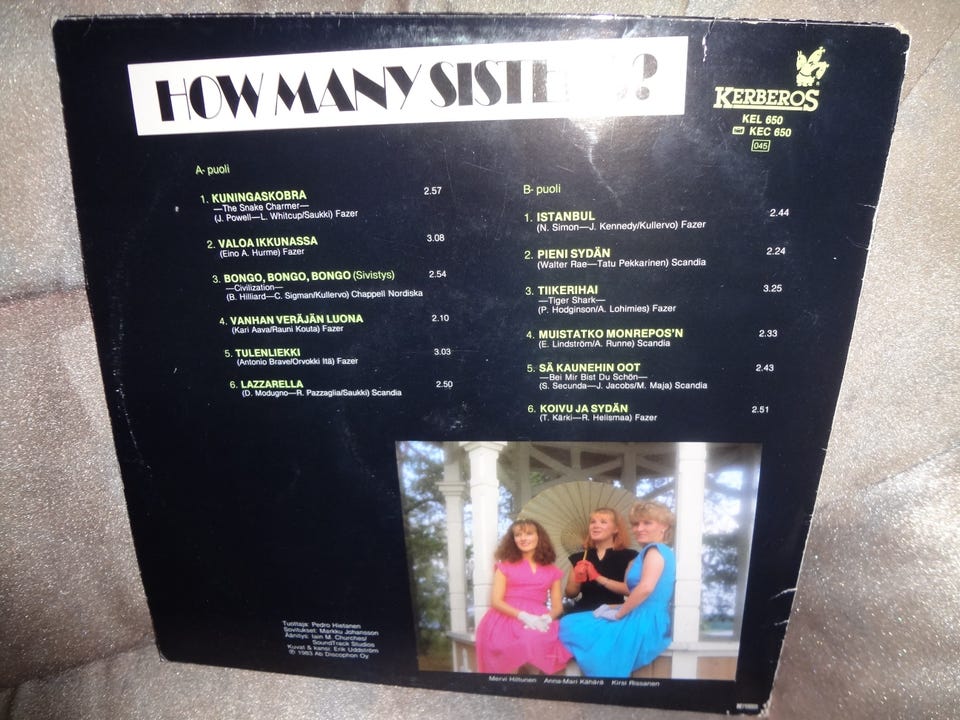 HOW MANY SISTERS?
KERBEROS
KEL 650
KEC 650
045
A-puoli
1. KUNINGASKOBRA 2.57
—The Snake Charmer—
(J. Powell—L. Whitcup/Saukki) Fazer
2. VALOA IKKUNASSA 3.08
(Eino A. Hurme) Fazer
3. BONGO, BONGO, BONGO (Sivistys) 2.54
—Civilization—
(B. Hilliard—C. Sigman/Kullervo) Chappell Nordiska
4. VANHAN VERÄJÄN LUONA 2.10
(Kari Aava/Rauni Kouta) Fazer
5. TULENLIEKKI 3.03
(Antonio Brave/Orvokki Itä) Fazer
6. LAZZARELLA 2.50
(D. Modugno—R. Pazzaglia/Saukki) Scandia
B-puoli
1. ISTANBUL 2.44
(N. Simon—J. Kennedy/Kullervo) Fazer
2. PIENI SYDÄN 2.24
(Walter Rae—Tatu Pekkarinen) Scandia
3. TIIKERIHAI 3.25
—Tiger Shark—
(P. Hodginson/A. Lohimies) Fazer
4. MUISTATKO MONREPOS'N 2.33
(E. Lindström/A. Runne) Scandia
5. SÄ KAUNEHIN OOT 2.43
—Bei Mir Bist Du Schön—
(S. Secunda—J. Jacobs/M. Maja) Scandia
6. KOIVU JA SYDÄN 2.51
(T. Kärki—R. Helismaa) Fazer
Tuottaja: Pedro Hietanen
Sovitukset: Markku Johansson
Äänitys: Iain M. Churches/
SoundTrack Studios
Kuvat & kansi: Erik Uddström
℗ 1983 Ab Discophon Oy
Mervi Hiltunen Anna-Mari Kähärä Kirsi Rissanen